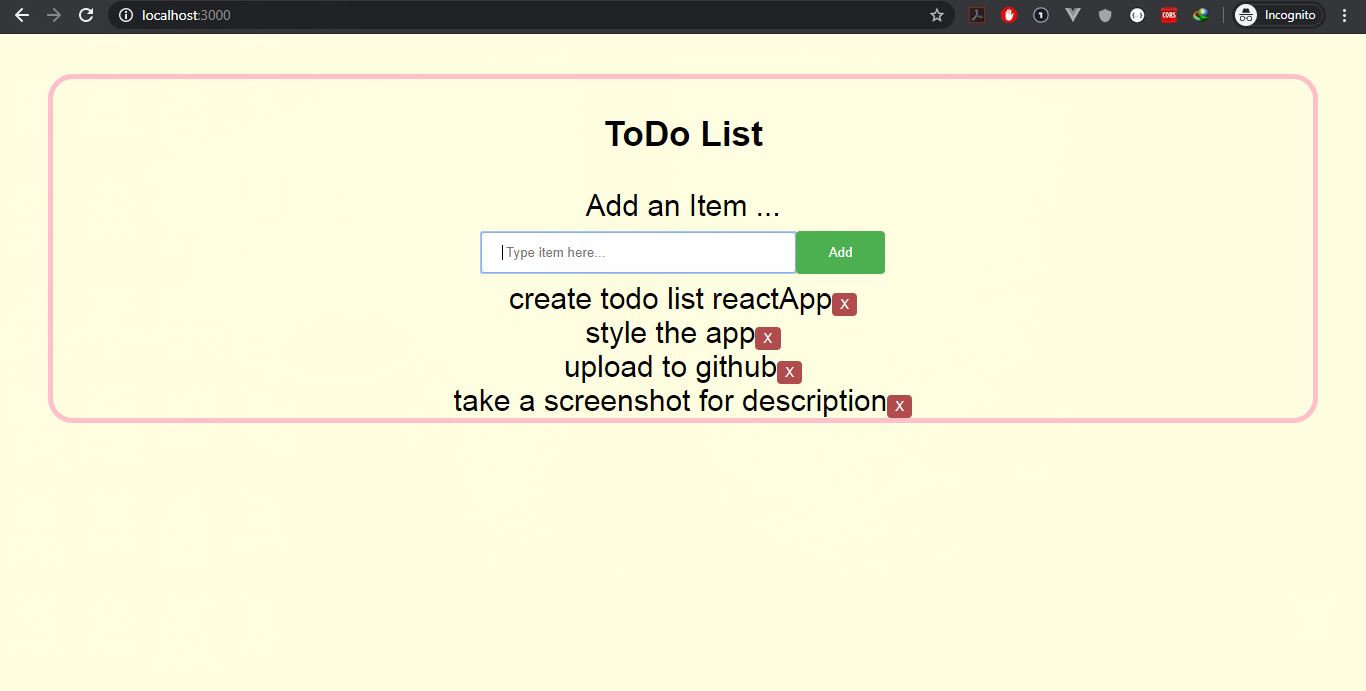 localhost:3000
CORS
Incognito
ToDo List
Add an Item ...
Type item here...
Add
create todo list reactApp X
style the app X
upload to github X
take a screenshot for description X